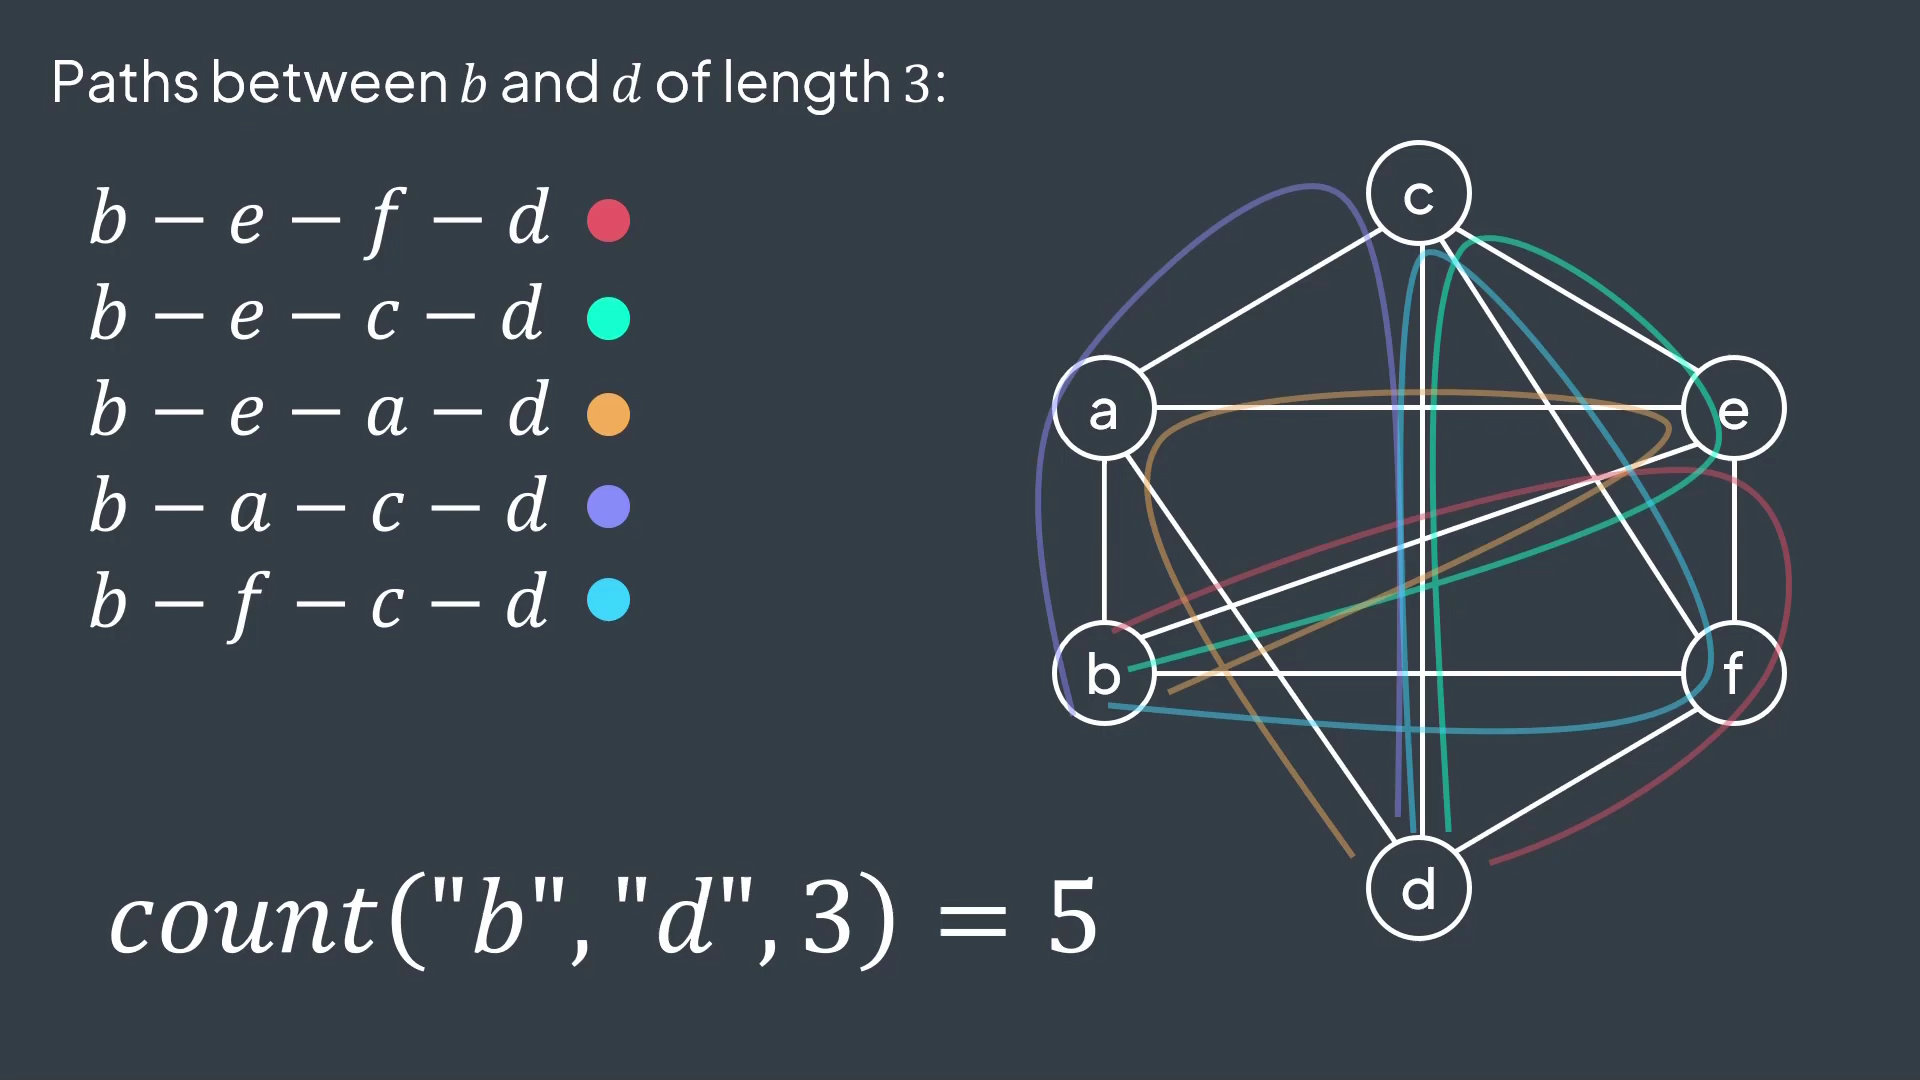 Paths between b and d of length 3:
b − e − f − d
b − e − c − d
b − e − a − d
b − a − c − d
b − f − c − d
c
a
e
b
f
d
count("b", "d", 3) = 5